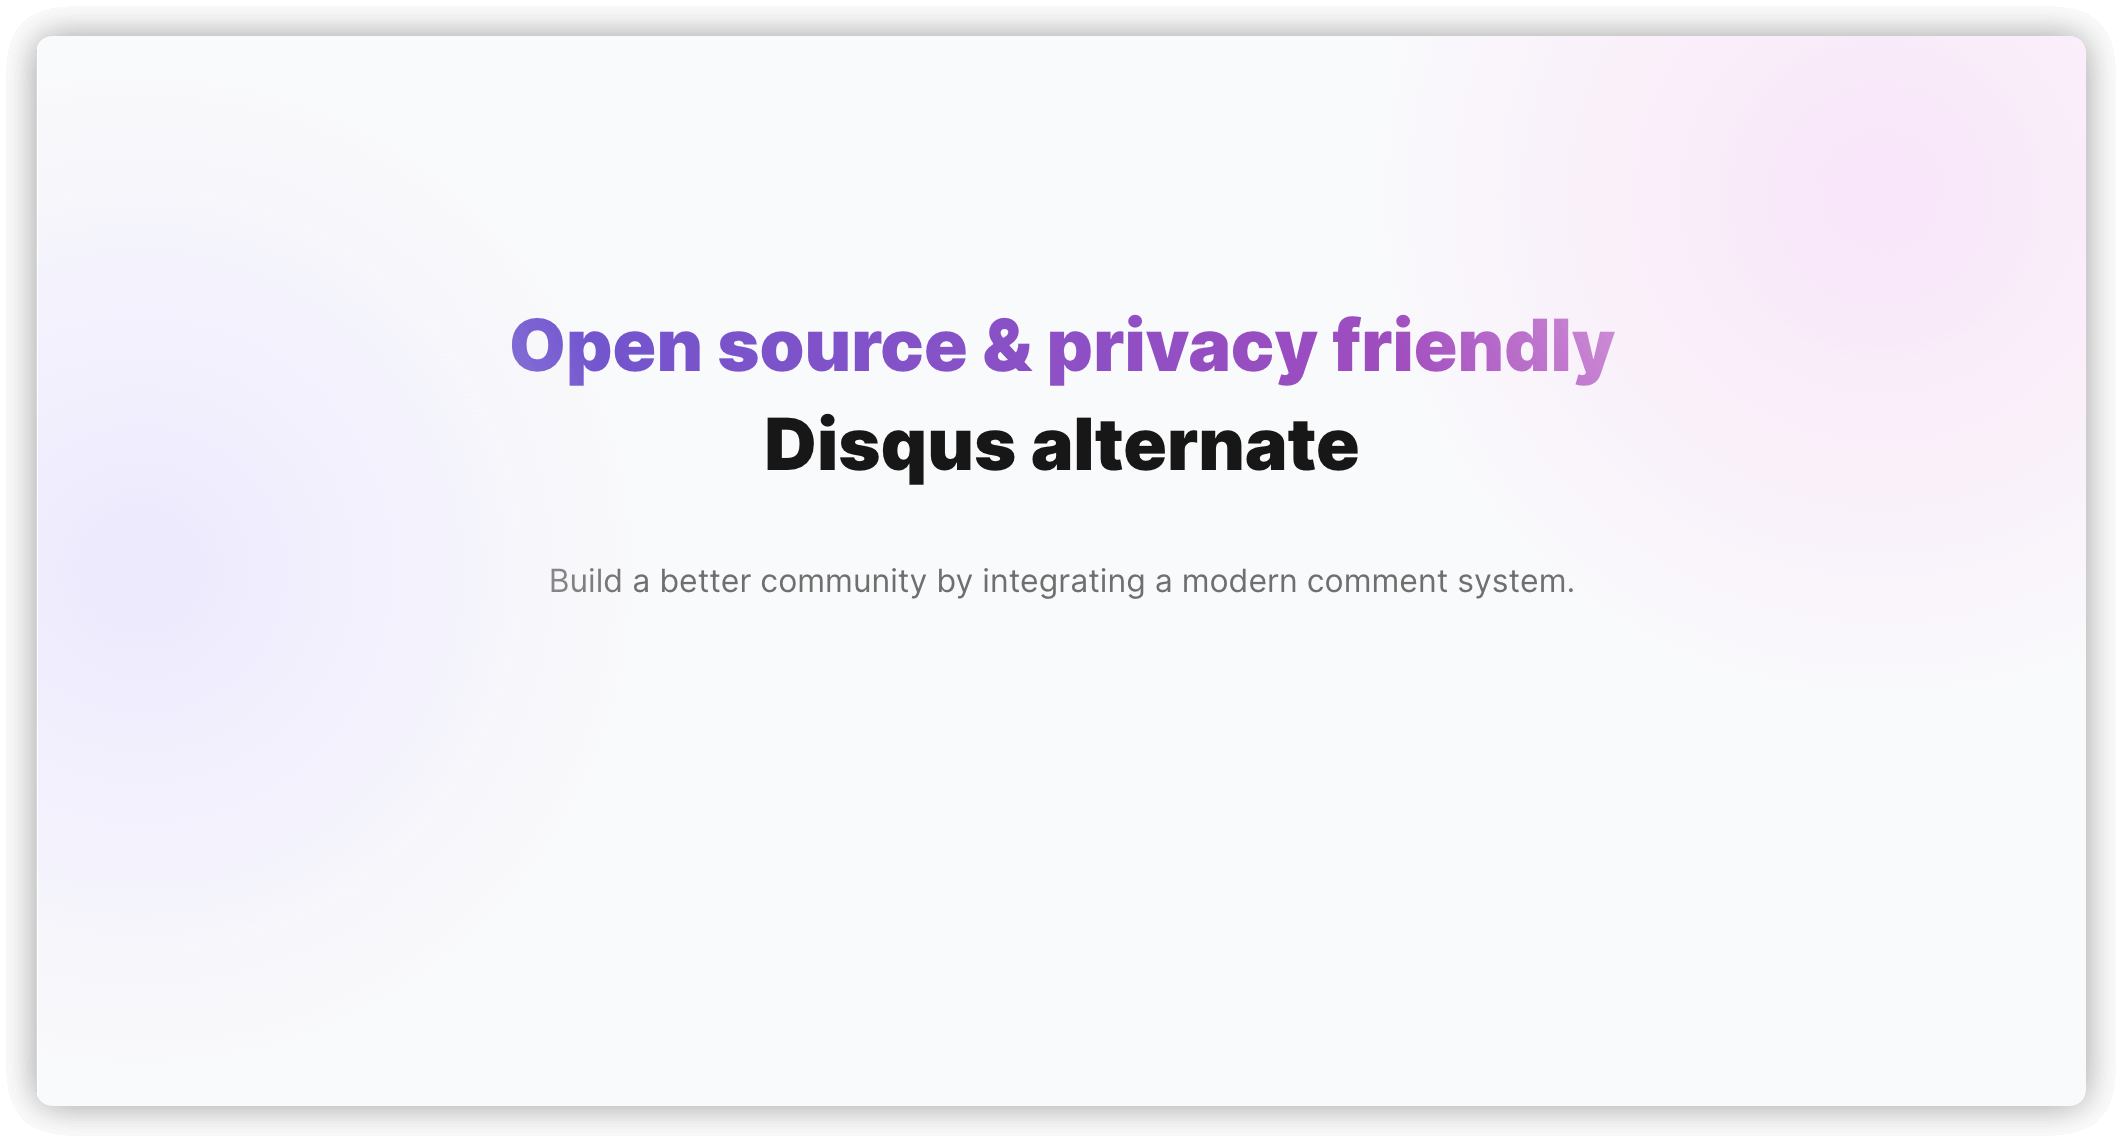 Open source & privacy friendly
Disqus alternate
Build a better community by integrating a modern comment system.